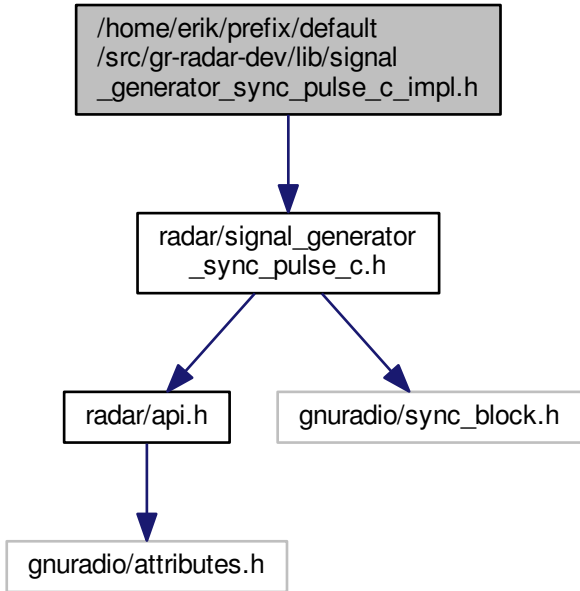 /home/erik/prefix/default
/src/gr-radar-dev/lib/signal
_generator_sync_pulse_c_impl.h
radar/signal_generator
_sync_pulse_c.h
radar/api.h
gnuradio/sync_block.h
gnuradio/attributes.h